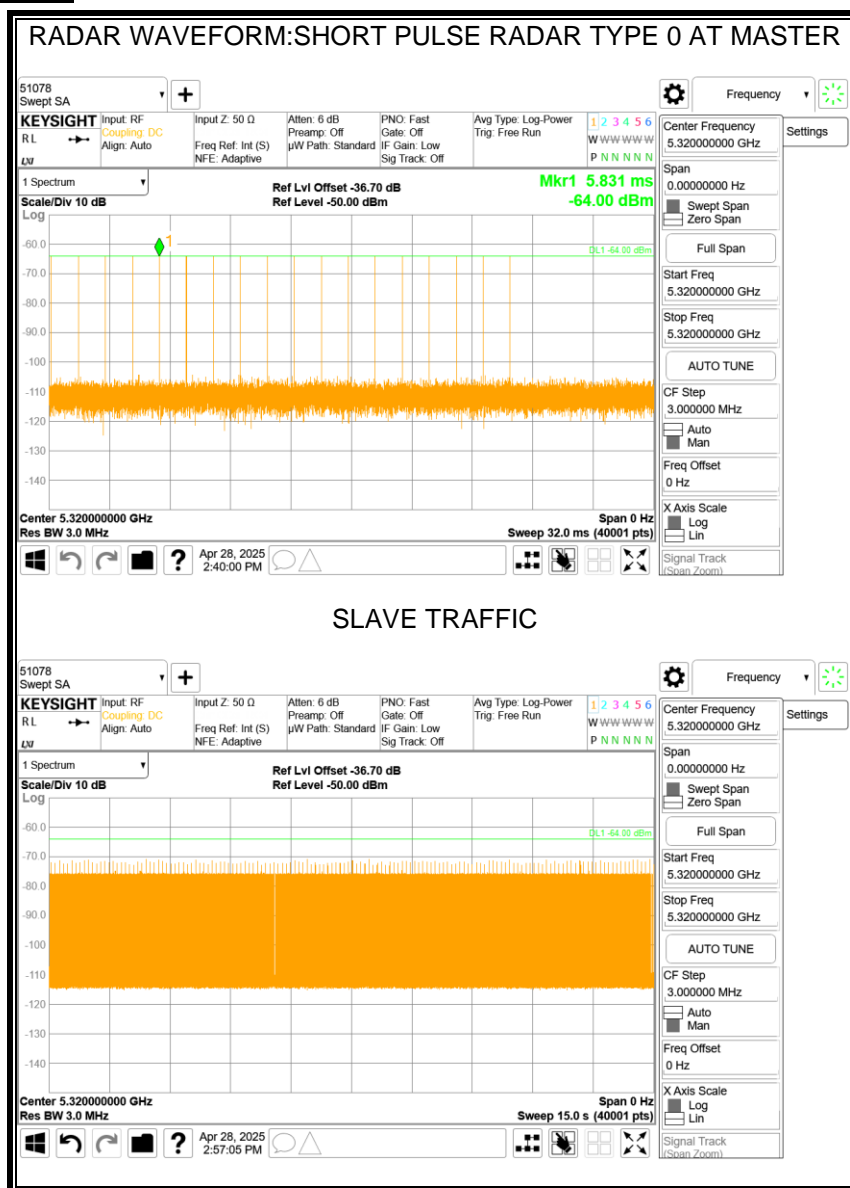 RADAR WAVEFORM:SHORT PULSE RADAR TYPE 0 AT MASTER
51078
Swept SA
+
Frequency
Settings
KEYSIGHT
RL
LXI
Input: RF
Coupling: DC
Align: Auto
Input Z: 50 Ω
Freq Ref: Int (S)
NFE: Adaptive
Atten: 6 dB
Preamp: Off
µW Path: Standard
PNO: Fast
Gate: Off
IF Gain: Low
Sig Track: Off
Avg Type: Log-Power
Trig: Free Run
1 2 3 4 5 6
W W W W W W
P N N N N N
1 Spectrum
Scale/Div 10 dB
Log
Ref Lvl Offset -36.70 dB
Ref Level -50.00 dBm
Mkr1 5.831 ms
-64.00 dBm
1
DL1 -64.00 dBm
-60.0
-70.0
-80.0
-90.0
-100
-110
-120
-130
-140
Center 5.320000000 GHz
Res BW 3.0 MHz
Span 0 Hz
Sweep 32.0 ms (40001 pts)
?
Apr 28, 2025
2:40:00 PM
Center Frequency
5.320000000 GHz
Span
0.00000000 Hz
Swept Span
Zero Span
Full Span
Start Freq
5.320000000 GHz
Stop Freq
5.320000000 GHz
AUTO TUNE
CF Step
3.000000 MHz
Auto
Man
Freq Offset
0 Hz
X Axis Scale
Log
Lin
Signal Track
(Span Zoom)
SLAVE TRAFFIC
51078
Swept SA
+
Frequency
Settings
KEYSIGHT
RL
LXI
Input: RF
Coupling: DC
Align: Auto
Input Z: 50 Ω
Freq Ref: Int (S)
NFE: Adaptive
Atten: 6 dB
Preamp: Off
µW Path: Standard
PNO: Fast
Gate: Off
IF Gain: Low
Sig Track: Off
Avg Type: Log-Power
Trig: Free Run
1 2 3 4 5 6
W W W W W W
P N N N N N
1 Spectrum
Scale/Div 10 dB
Log
Ref Lvl Offset -36.70 dB
Ref Level -50.00 dBm
DL1 -64.00 dBm
-60.0
-70.0
-80.0
-90.0
-100
-110
-120
-130
-140
Center 5.320000000 GHz
Res BW 3.0 MHz
Span 0 Hz
Sweep 15.0 s (40001 pts)
?
Apr 28, 2025
2:57:05 PM
Center Frequency
5.320000000 GHz
Span
0.00000000 Hz
Swept Span
Zero Span
Full Span
Start Freq
5.320000000 GHz
Stop Freq
5.320000000 GHz
AUTO TUNE
CF Step
3.000000 MHz
Auto
Man
Freq Offset
0 Hz
X Axis Scale
Log
Lin
Signal Track
(Span Zoom)